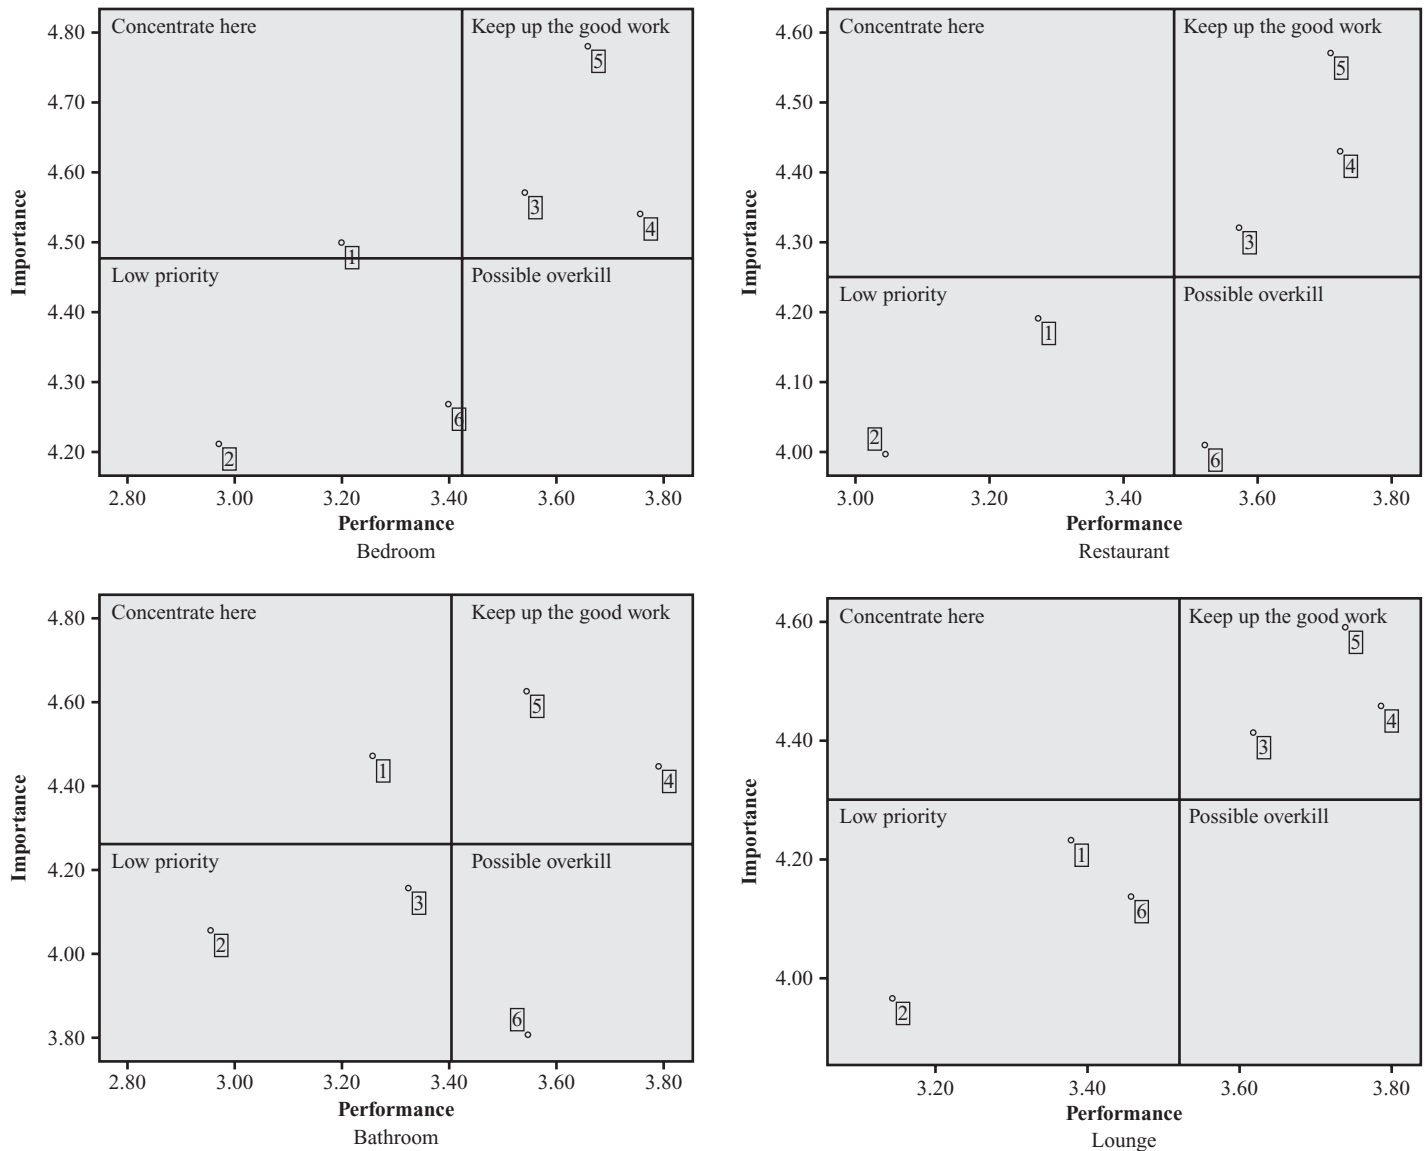 Concentrate here
Keep up the good work
Low priority
Possible overkill
4.80
4.70
4.60
4.50
4.40
4.30
4.20
Importance
5
3
4
1
6
2
2.80 3.00 3.20 3.40 3.60 3.80
Performance
Bedroom
Concentrate here
Keep up the good work
Low priority
Possible overkill
4.60
4.50
4.40
4.30
4.20
4.10
4.00
Importance
5
4
3
1
2
6
3.00 3.20 3.40 3.60 3.80
Performance
Restaurant
Concentrate here
Keep up the good work
Low priority
Possible overkill
4.80
4.60
4.40
4.20
4.00
3.80
Importance
5
1
4
3
2
6
2.80 3.00 3.20 3.40 3.60 3.80
Performance
Bathroom
Concentrate here
Keep up the good work
Low priority
Possible overkill
4.60
4.40
4.20
4.00
Importance
5
4
3
1
6
2
3.20 3.40 3.60 3.80
Performance
Lounge